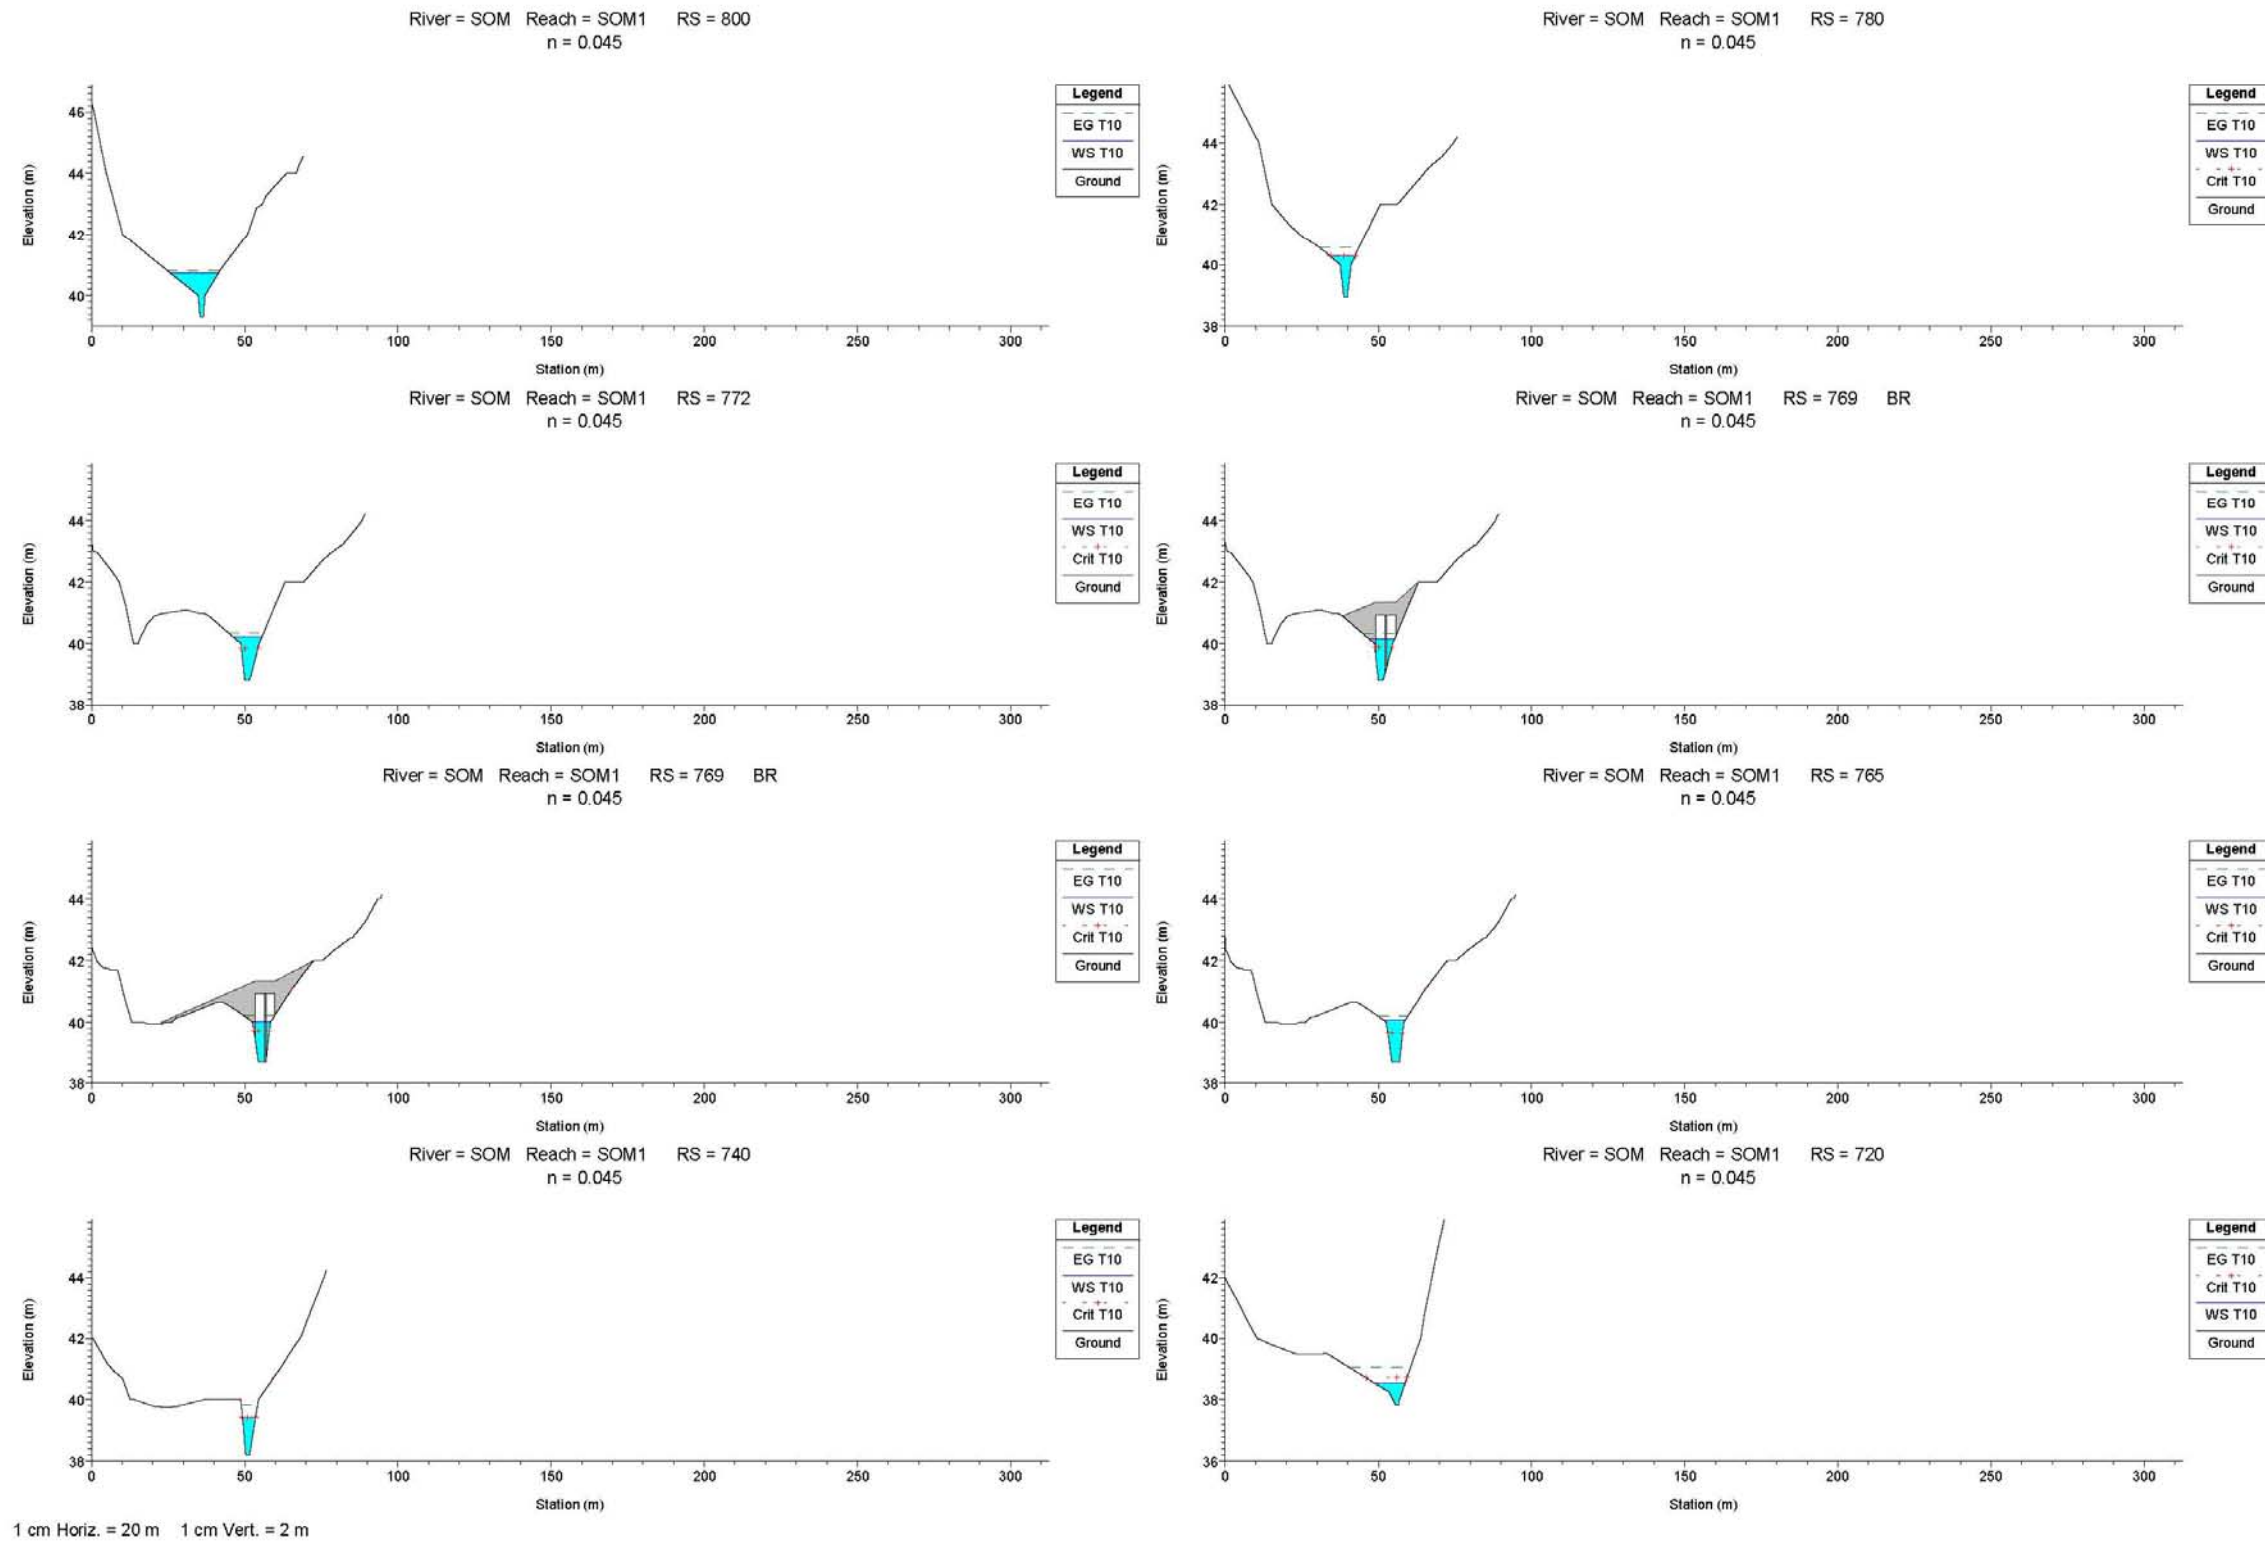 River = SOM Reach = SOM1 RS = 800
n = 0.045
Legend
EG T10
WS T10
Ground
46
44
42
40
Elevation (m)
0 50 100 150 200 250 300
Station (m)
River = SOM Reach = SOM1 RS = 780
n = 0.045
Legend
EG T10
WS T10
Crit T10
Ground
44
42
40
38
Elevation (m)
0 50 100 150 200 250 300
Station (m)
River = SOM Reach = SOM1 RS = 772
n = 0.045
Legend
EG T10
WS T10
Crit T10
Ground
44
42
40
38
Elevation (m)
0 50 100 150 200 250 300
Station (m)
River = SOM Reach = SOM1 RS = 769 BR
n = 0.045
Legend
EG T10
WS T10
Crit T10
Ground
44
42
40
38
Elevation (m)
0 50 100 150 200 250 300
Station (m)
River = SOM Reach = SOM1 RS = 769 BR
n = 0.045
Legend
EG T10
WS T10
Crit T10
Ground
44
42
40
38
Elevation (m)
0 50 100 150 200 250 300
Station (m)
River = SOM Reach = SOM1 RS = 765
n = 0.045
Legend
EG T10
WS T10
Crit T10
Ground
44
42
40
38
Elevation (m)
0 50 100 150 200 250 300
Station (m)
River = SOM Reach = SOM1 RS = 740
n = 0.045
Legend
EG T10
WS T10
Crit T10
Ground
44
42
40
38
Elevation (m)
0 50 100 150 200 250 300
Station (m)
River = SOM Reach = SOM1 RS = 720
n = 0.045
Legend
EG T10
Crit T10
WS T10
Ground
42
40
38
36
Elevation (m)
0 50 100 150 200 250 300
Station (m)
1 cm Horiz. = 20 m 1 cm Vert. = 2 m